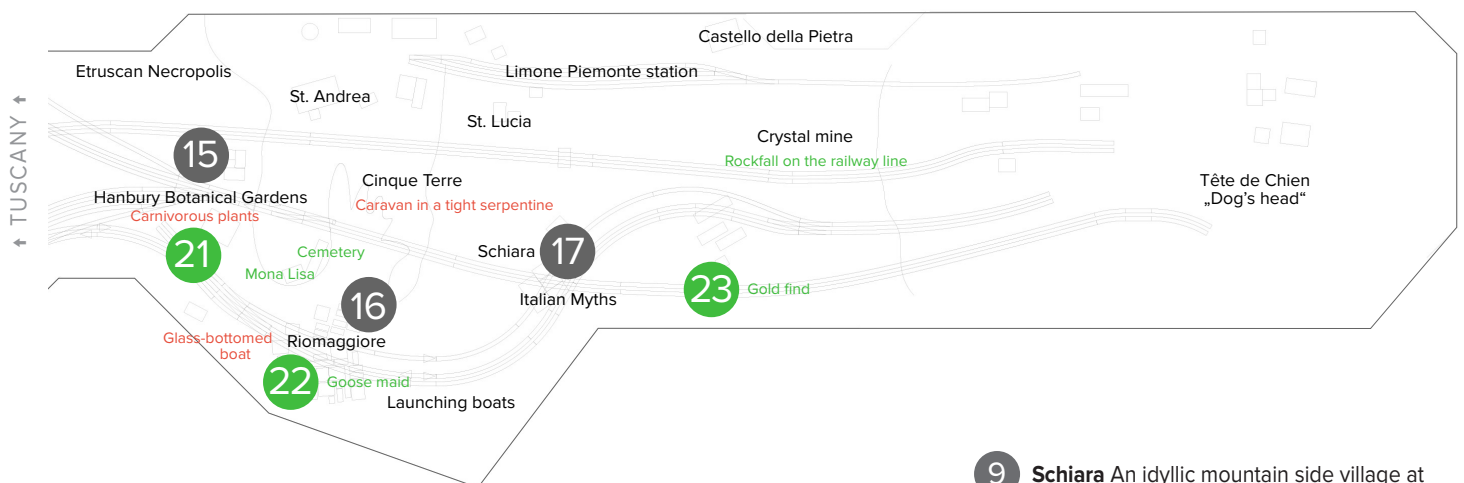 Castello della Pietra
Etruscan Necropolis
Limone Piemonte station
St. Andrea
St. Lucia
← TUSCANY →
15
Crystal mine
Rockfall on the railway line
Hanbury Botanical Gardens
Carnivorous plants
Cinque Terre
Caravan in a tight serpentine
Tête de Chien
„Dog's head“
21
Cemetery
Mona Lisa
Schiara
17
Italian Myths
16
23
Gold find
Glass-bottomed
boat
Riomaggiore
22
Goose maid
Launching boats
9
Schiara An idyllic mountain side village at